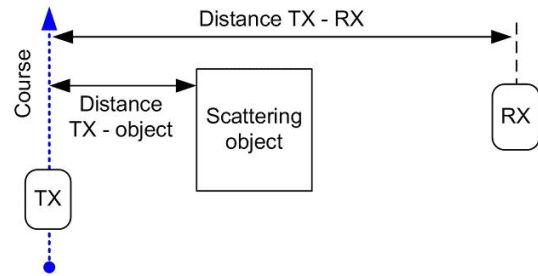 Distance TX - RX
Course
Distance
TX - object
Scattering
object
RX
TX